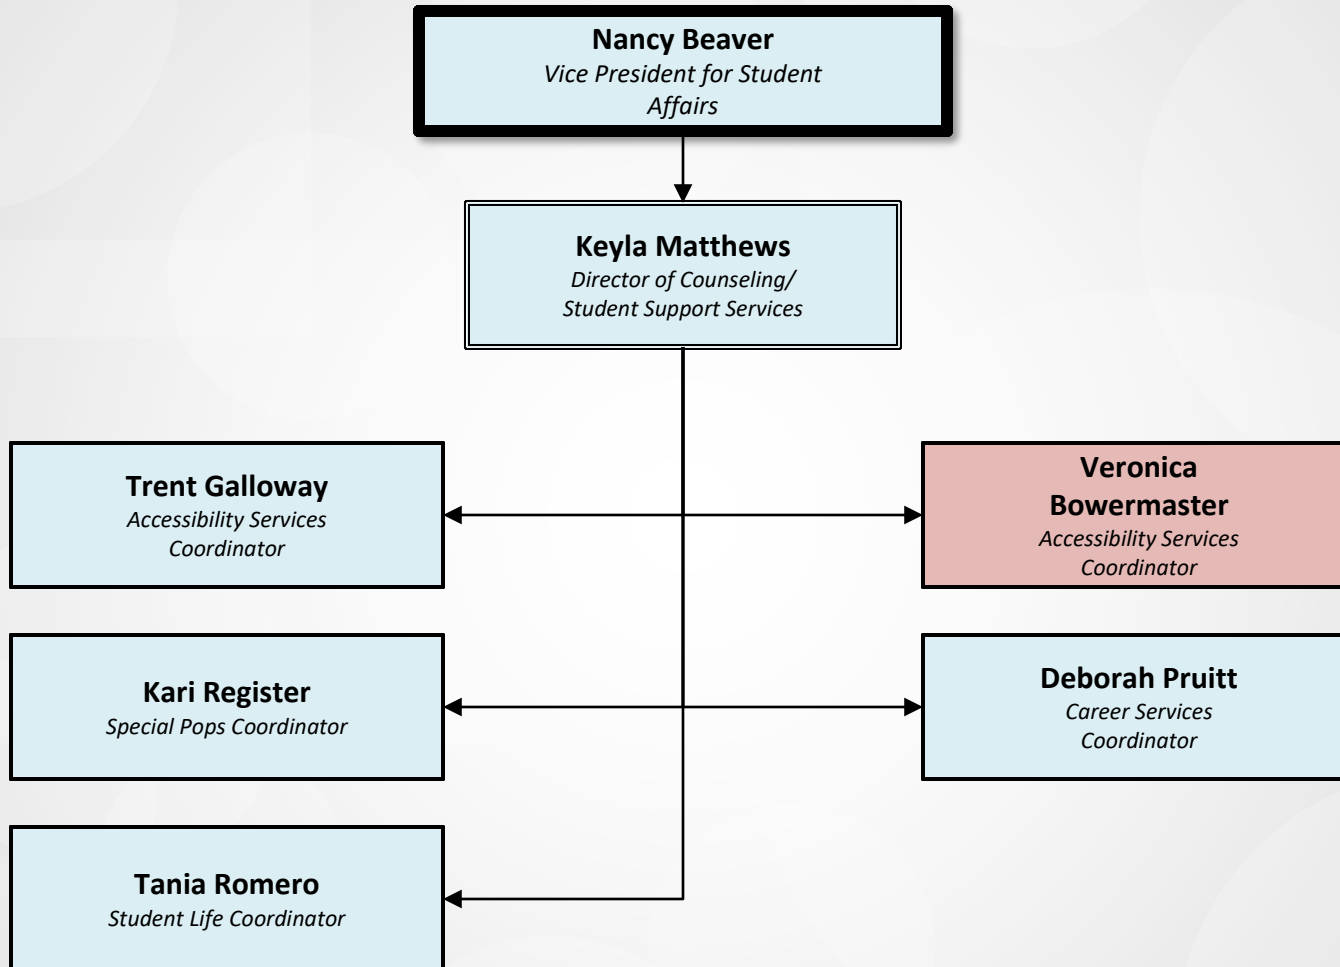 Nancy Beaver
Vice President for Student
Affairs
Keyla Matthews
Director of Counseling/
Student Support Services
Trent Galloway
Accessibility Services
Coordinator
Veronica
Bowermaster
Accessibility Services
Coordinator
Kari Register
Special Pops Coordinator
Deborah Pruitt
Career Services
Coordinator
Tania Romero
Student Life Coordinator